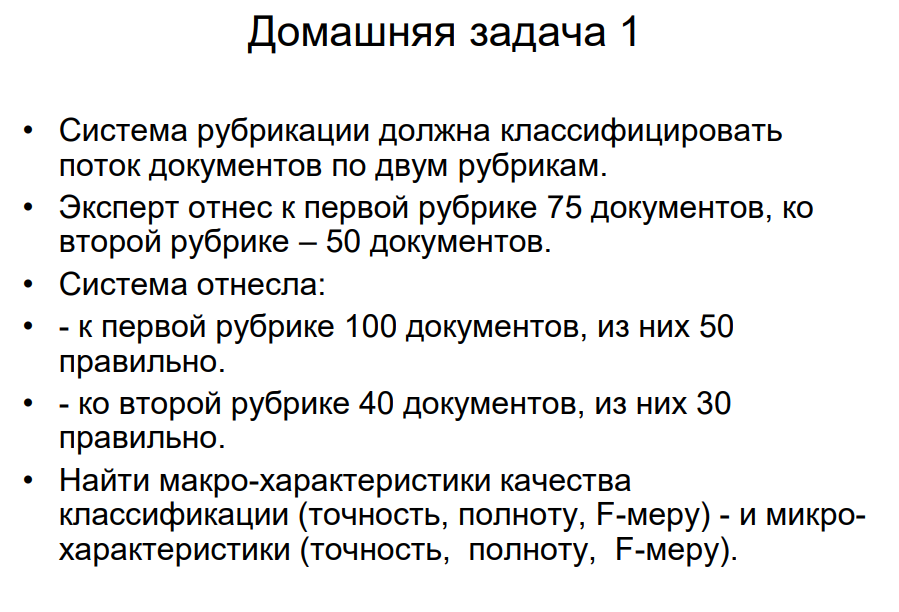 Домашняя задача 1
• Система рубрикации должна классифицировать
поток документов по двум рубрикам.
• Эксперт отнес к первой рубрике 75 документов, ко
второй рубрике – 50 документов.
• Система отнесла:
• - к первой рубрике 100 документов, из них 50
правильно.
• - ко второй рубрике 40 документов, из них 30
правильно.
• Найти макро-характеристики качества
классификации (точность, полноту, F-меру) - и микро-
характеристики (точность, полноту, F-меру).